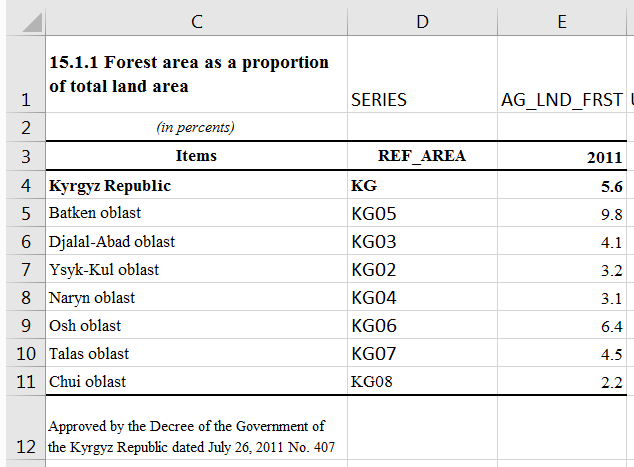 C D E
1 15.1.1 Forest area as a proportion of total land area SERIES AG_LND_FRST
2 (in percents)
3 Items REF_AREA 2011
4 Kyrgyz Republic KG 5.6
5 Batken oblast KG05 9.8
6 Djalal-Abad oblast KG03 4.1
7 Ysyk-Kul oblast KG02 3.2
8 Naryn oblast KG04 3.1
9 Osh oblast KG06 6.4
10 Talas oblast KG07 4.5
11 Chui oblast KG08 2.2
12 Approved by the Decree of the Government of
the Kyrgyz Republic dated July 26, 2011 No. 407